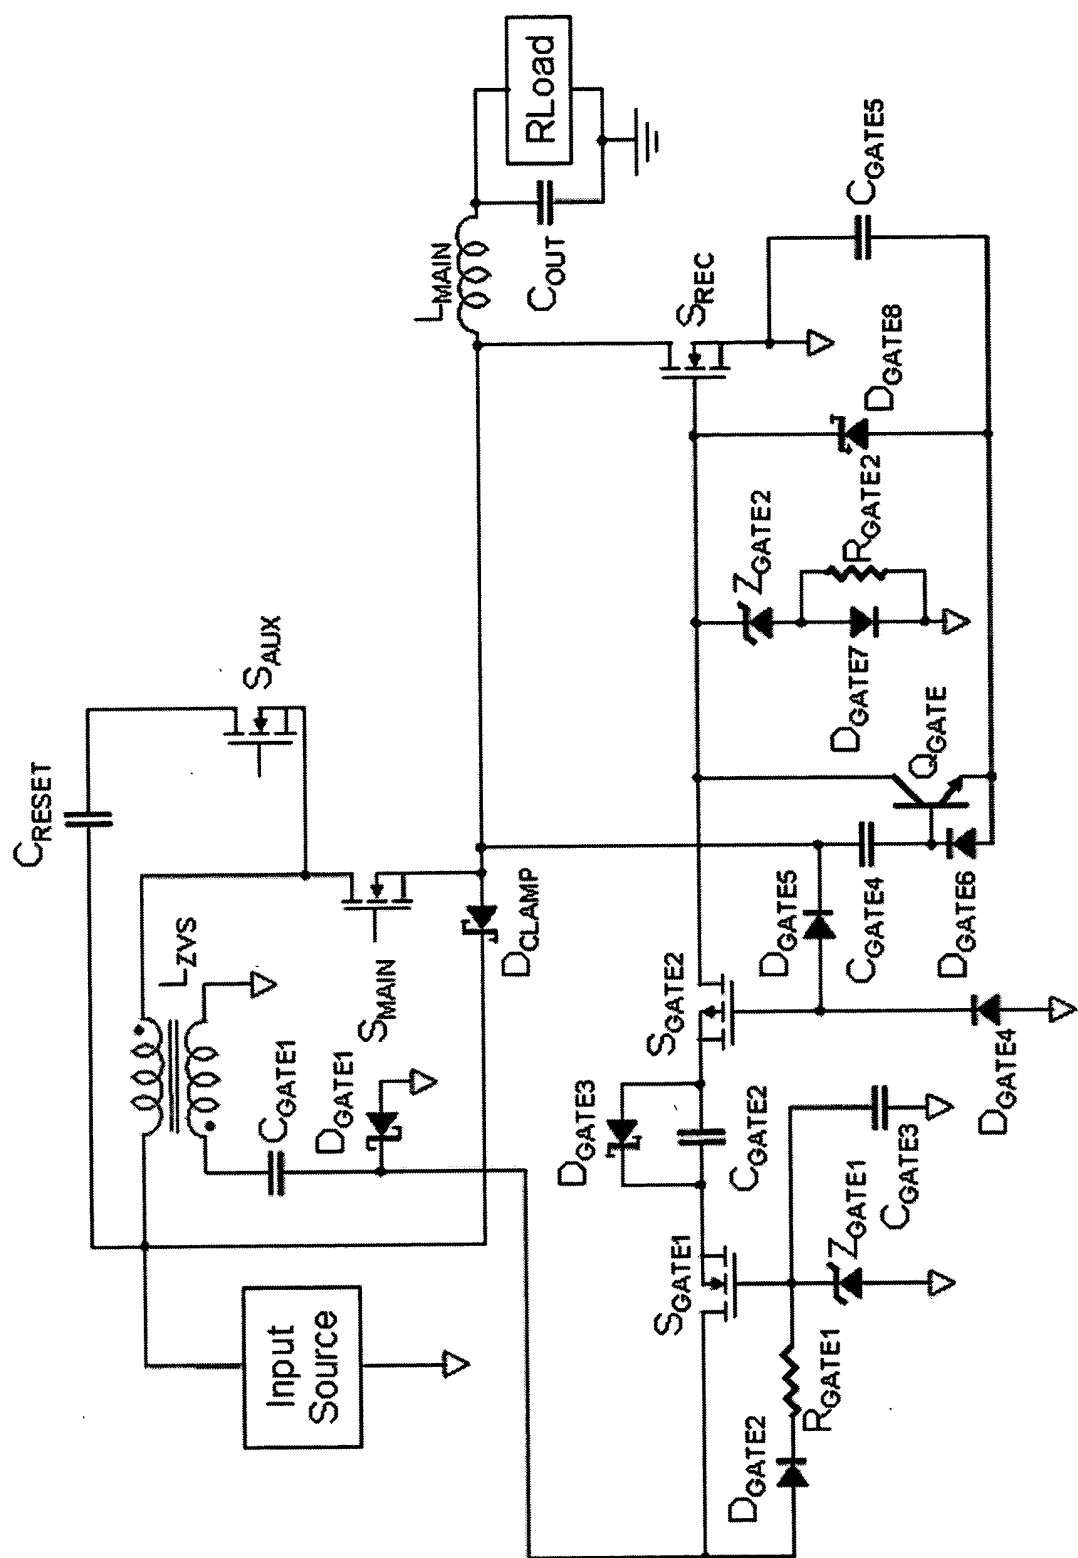 RLoad
L_MAIN
C_OUT
S_REC
C_GATE5
D_GATE8
R_GATE2
Z_GATE2
D_GATE7
Q_GATE
S_AUX
C_RESET
L_ZVS
S_MAIN
D_CLAMP
C_GATE1
D_GATE1
D_GATE5
C_GATE4
D_GATE6
S_GATE2
D_GATE4
D_GATE3
C_GATE2
C_GATE3
Z_GATE1
S_GATE1
R_GATE1
D_GATE2
Input
Source